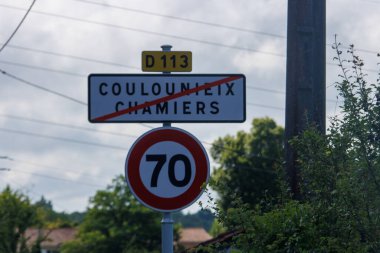 D 113
COULOUNIEIX
CHAMIERS
70